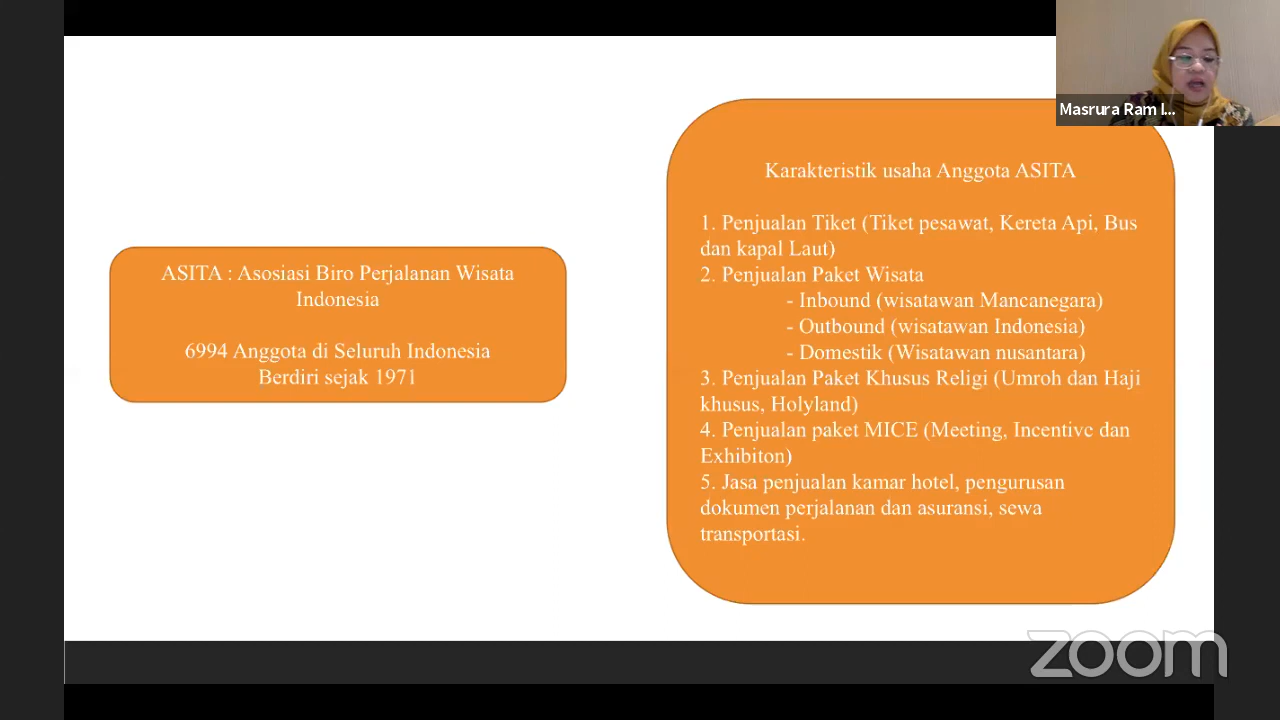 ASITA : Asosiasi Biro Perjalanan Wisata
Indonesia
6994 Anggota di Seluruh Indonesia
Berdiri sejak 1971
Masrura Ram I...
Karakteristik usaha Anggota ASITA
1. Penjualan Tiket (Tiket pesawat, Kereta Api, Bus
dan kapal Laut)
2. Penjualan Paket Wisata
- Inbound (wisatawan Mancanegara)
- Outbound (wisatawan Indonesia)
- Domestik (Wisatawan nusantara)
3. Penjualan Paket Khusus Religi (Umroh dan Haji
khusus, Holyland)
4. Penjualan paket MICE (Meeting, Incentive dan
Exhibiton)
5. Jasa penjualan kamar hotel, pengurusan
dokumen perjalanan dan asuransi, sewa
transportasi.
zoom